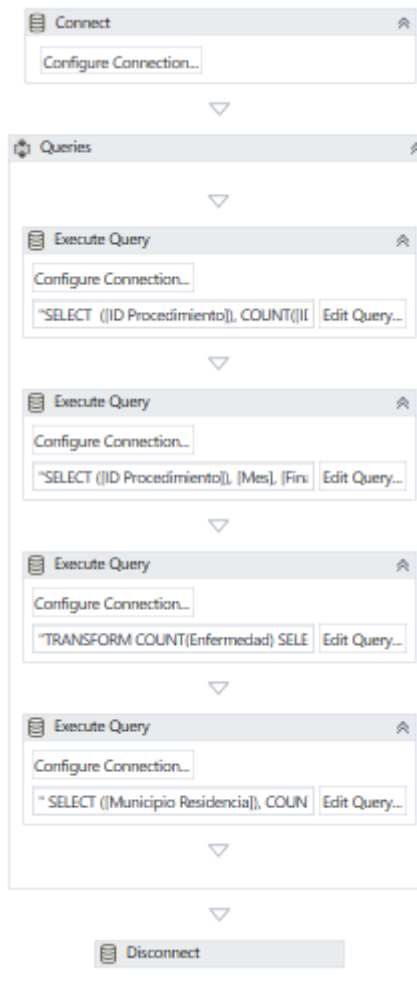 Connect
Configure Connection...
Queries
Execute Query
Configure Connection...
"SELECT ([ID Procedimiento]), COUNT([II Edit Query...
Execute Query
Configure Connection...
"SELECT ([ID Procedimiento]), [Mes], [Fina Edit Query...
Execute Query
Configure Connection...
"TRANSFORM COUNT(Enfermedad) SELE Edit Query...
Execute Query
Configure Connection...
" SELECT ([Municipio Residencia]), COUN Edit Query...
Disconnect